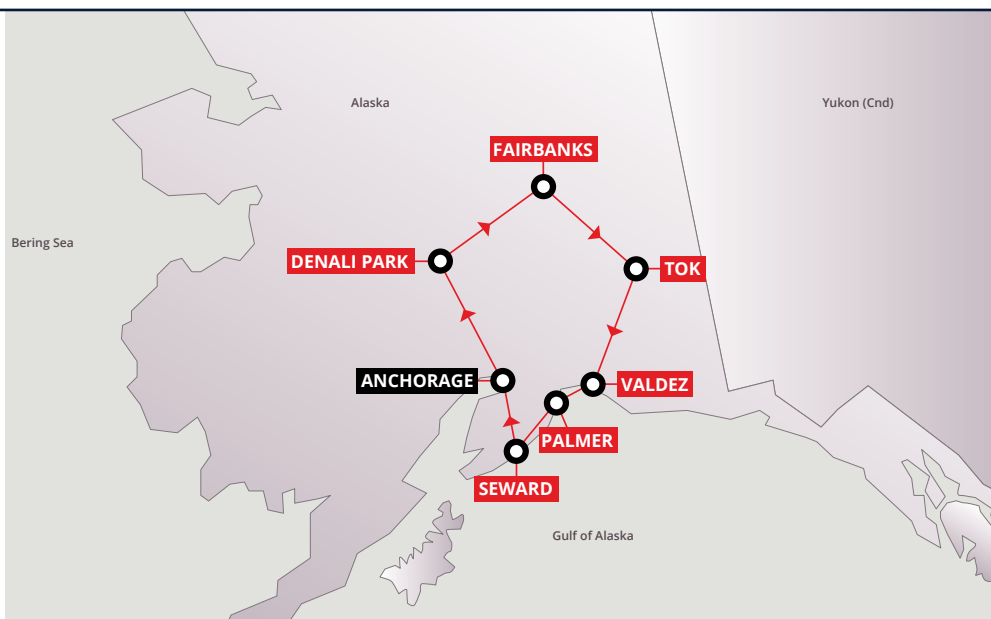 Alaska
Yukon (Cnd)
FAIRBANKS
Bering Sea
DENALI PARK
TOK
ANCHORAGE
VALDEZ
PALMER
SEWARD
Gulf of Alaska